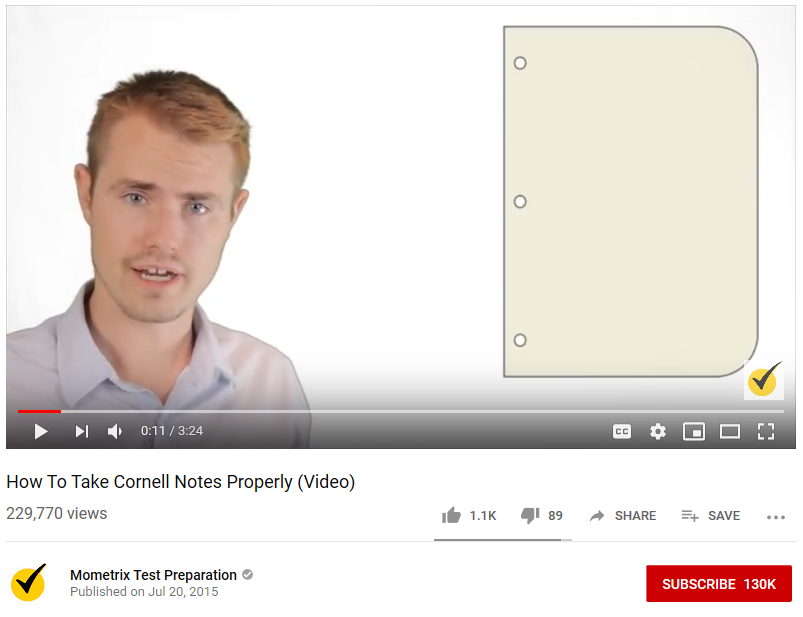 CC
0:11 / 3:24
How To Take Cornell Notes Properly (Video)
229,770 views
1.1K
89
SHARE
SAVE
Mometrix Test Preparation
Published on Jul 20, 2015
SUBSCRIBE 130K